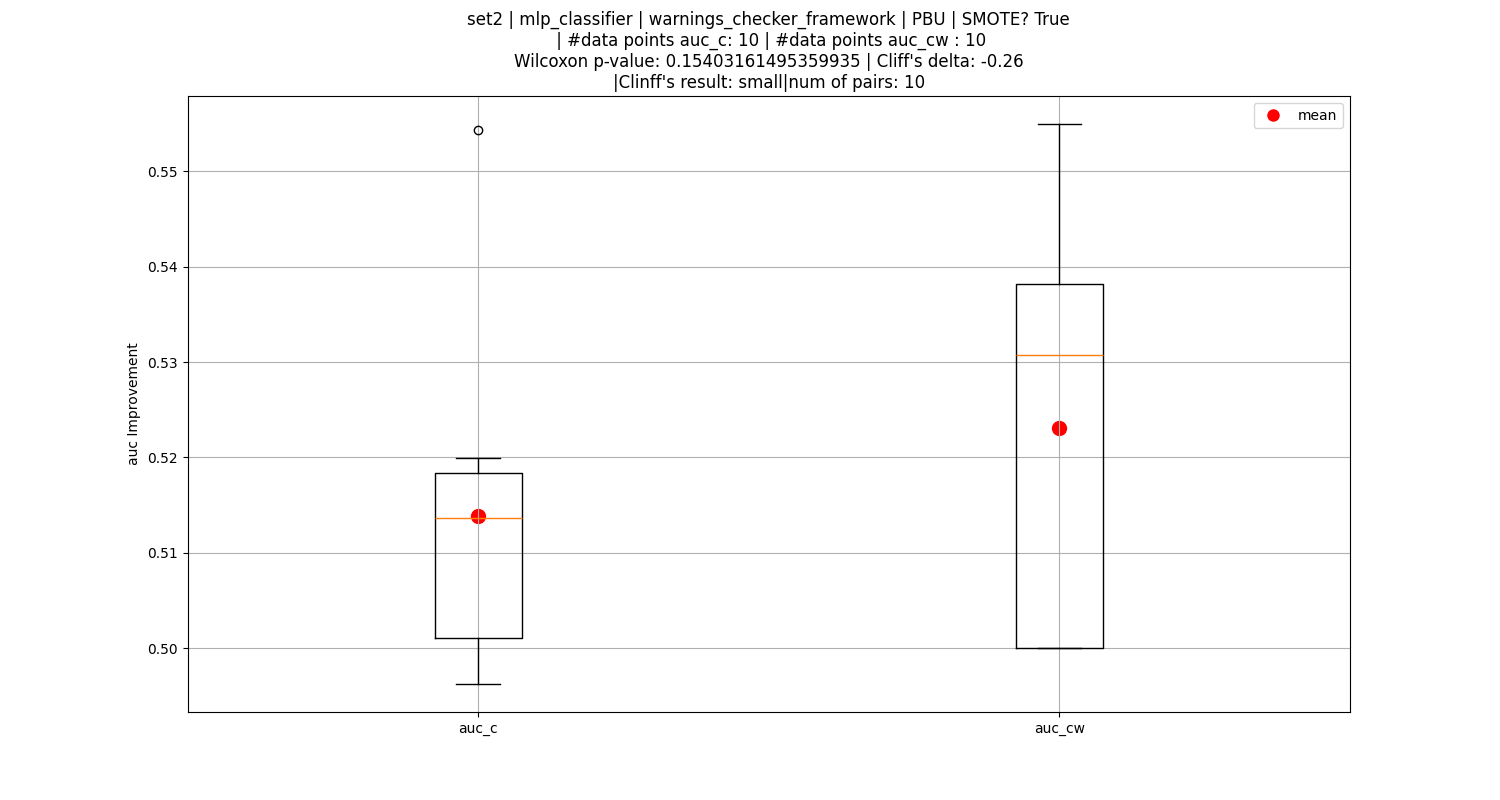 set2 | mlp_classifier | warnings_checker_framework | PBU | SMOTE? True
| #data points auc_c: 10 | #data points auc_cw : 10
Wilcoxon p-value: 0.15403161495359935 | Cliff's delta: -0.26
|Clinff's result: small|num of pairs: 10
mean
0.55
0.54
0.53
0.52
0.51
0.50
auc Improvement
auc_c
auc_cw